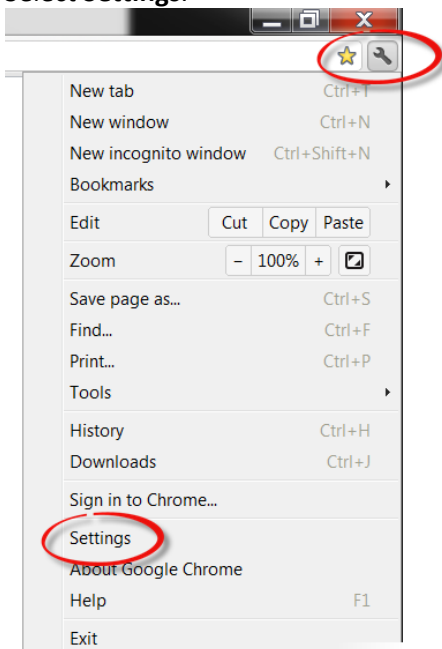 Select Settings.
New tab Ctrl+T
New window Ctrl+N
New incognito window Ctrl+Shift+N
Bookmarks
Edit Cut Copy Paste
Zoom - 100% +
Save page as... Ctrl+S
Find... Ctrl+F
Print... Ctrl+P
Tools
History Ctrl+H
Downloads Ctrl+J
Sign in to Chrome...
Settings
About Google Chrome
Help F1
Exit